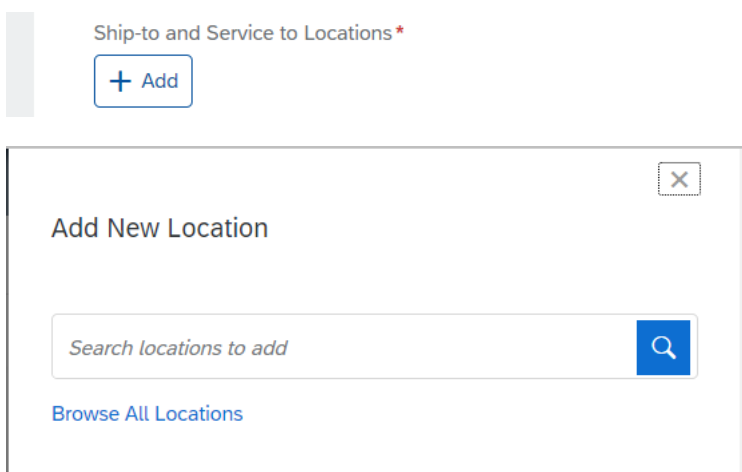 Ship-to and Service to Locations*
+ Add
Add New Location
Search locations to add
Browse All Locations